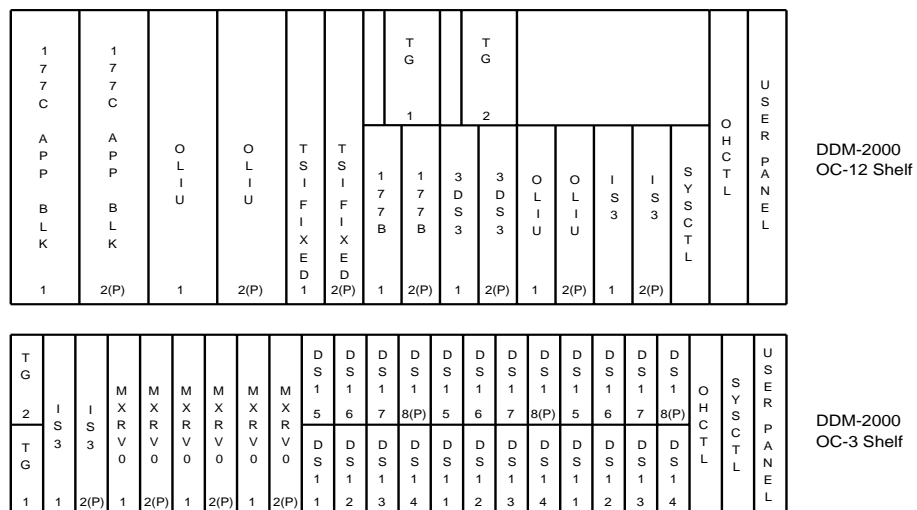 177C APP BLK 1
177C APP BLK 2(P)
OLIU 1
OLIU 2(P)
TSI FIXED 1
TSI FIXED 2(P)
TG 1
TG 2
177B 1
177B 2(P)
3DS3 1
3DS3 2(P)
OLIU 1
OLIU 2(P)
IS3 1
IS3 2(P)
SYSCTL
OHCTL
USER PANEL
DDM-2000
OC-12 Shelf
TG 2
TG 1
IS3 1
IS3 2(P)
MXRV0 1
MXRV0 2(P)
MXRV0 1
MXRV0 2(P)
MXRV0 1
MXRV0 2(P)
DS1 5
DS1 6
DS1 7
DS1 8(P)
DS1 5
DS1 6
DS1 7
DS1 8(P)
DS1 5
DS1 6
DS1 7
DS1 8(P)
DS1 1
DS1 2
DS1 3
DS1 4
DS1 1
DS1 2
DS1 3
DS1 4
DS1 1
DS1 2
DS1 3
DS1 4
OHCTL
SYSCTL
USER PANEL
DDM-2000
OC-3 Shelf